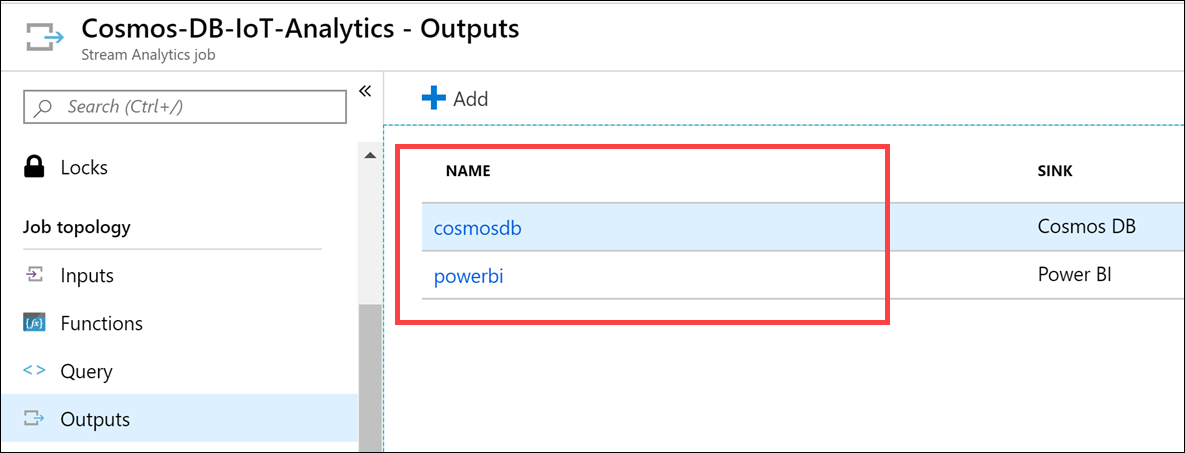 Cosmos-DB-IoT-Analytics - Outputs
Stream Analytics job
Search (Ctrl+/)
«
Add
Locks
Job topology
Inputs
{fx} Functions
<> Query
Outputs
NAME SINK
cosmosdb Cosmos DB
powerbi Power BI